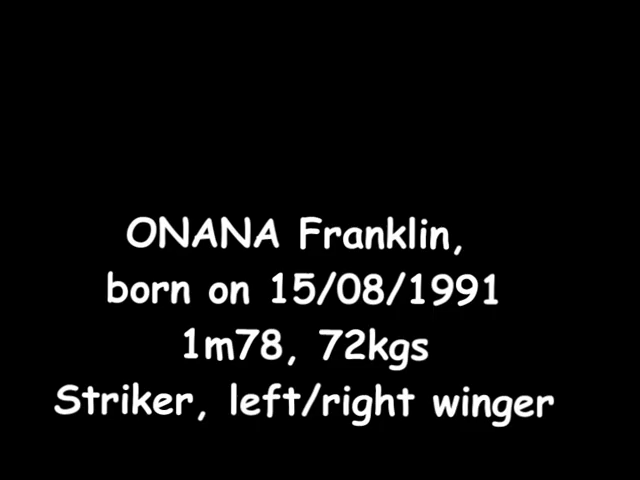 ONANA Franklin,
born on 15/08/1991
1m78, 72kgs
Striker, left/right winger